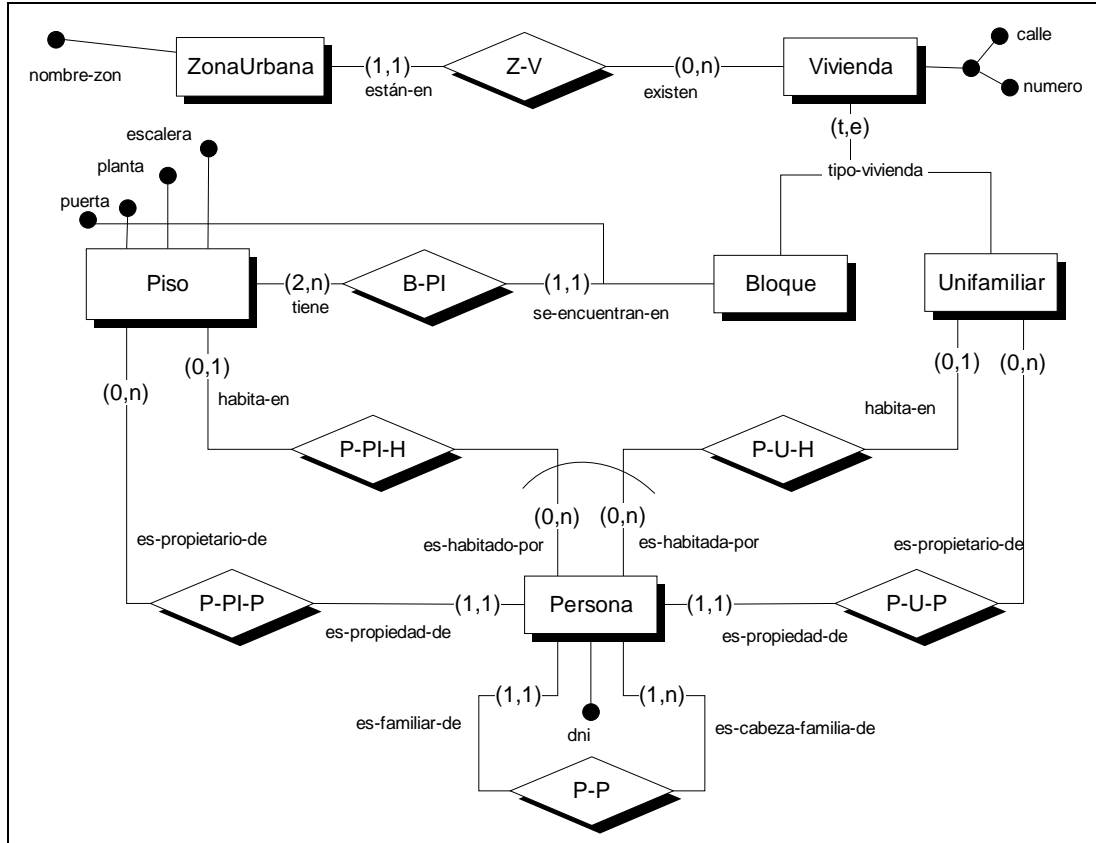 calle
nombre-zon
ZonaUrbana
(1,1)
están-en
Z-V
(0,n)
existen
Vivienda
numero
(t,e)
tipo-vivienda
escalera
planta
puerta
Piso
(2,n)
tiene
B-PI
(1,1)
se-encuentran-en
Bloque
Unifamiliar
(0,n)
(0,1)
habita-en
(0,1)
(0,n)
habita-en
P-PI-H
P-U-H
(0,n)
(0,n)
es-propietario-de
es-habitado-por
es-habitada-por
es-propietario-de
P-PI-P
(1,1)
es-propiedad-de
Persona
(1,1)
es-propiedad-de
P-U-P
(1,1)
(1,n)
es-familiar-de
dni
es-cabeza-familia-de
P-P